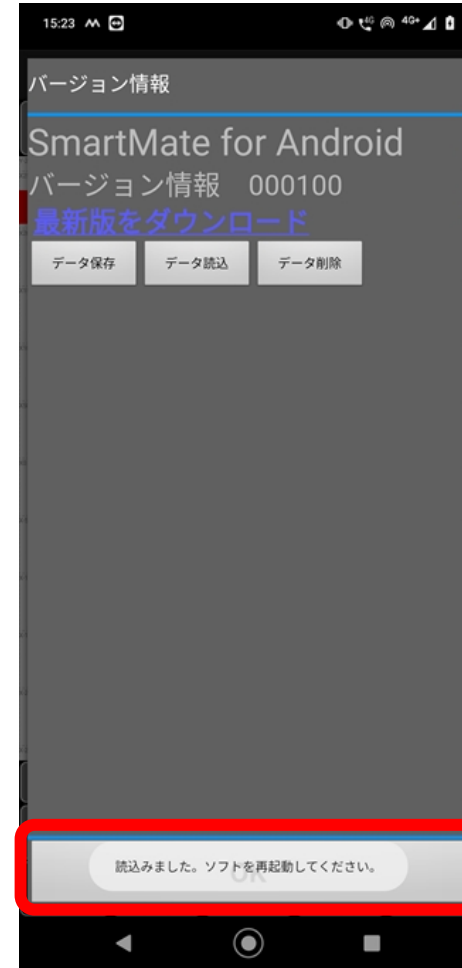 15:23
4G 4G+
バージョン情報
SmartMate for Android
バージョン情報 000100
最新版をダウンロード
データ保存 データ読込 データ削除
読込みました。ソフトを再起動してください。
OK